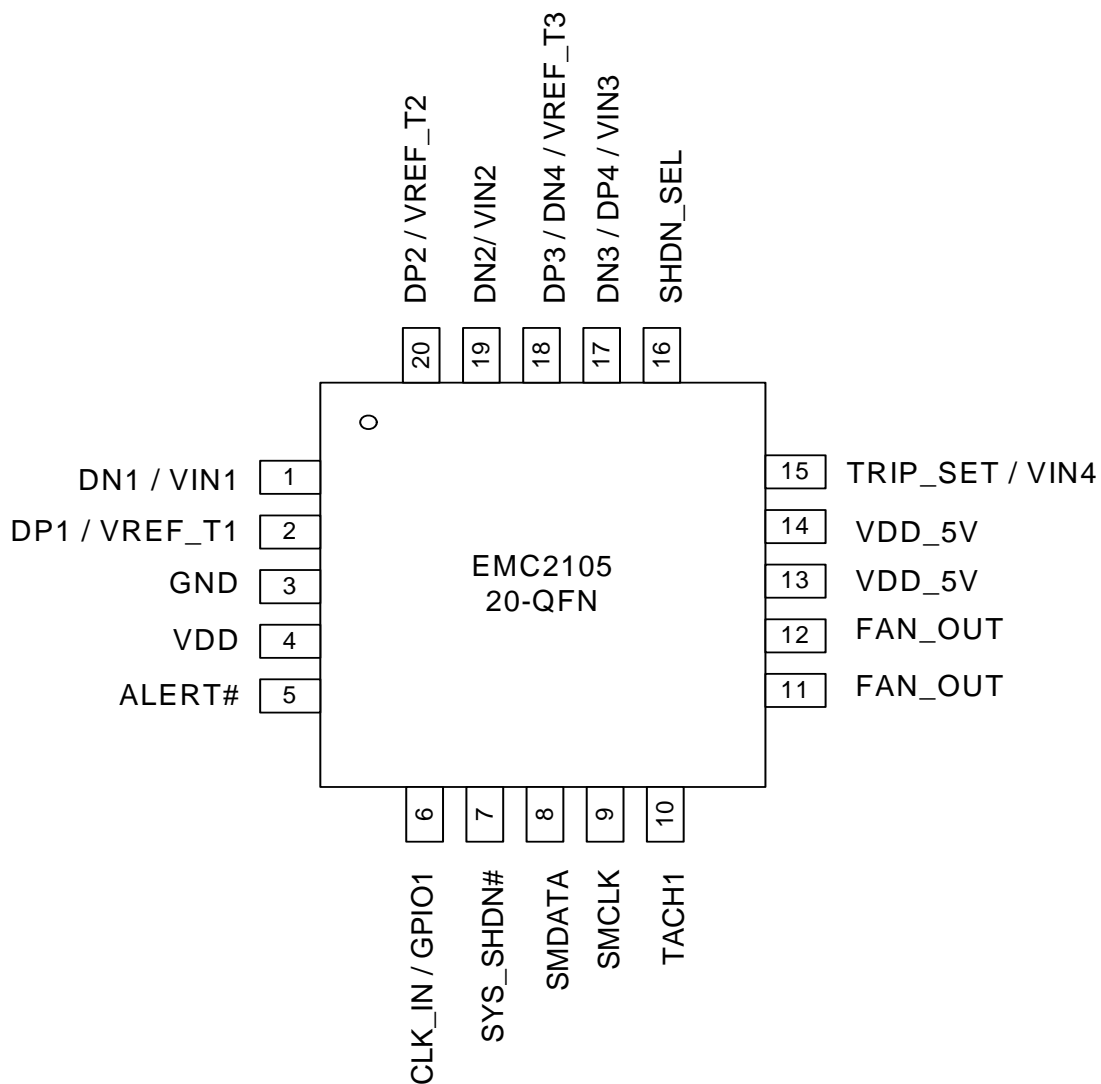 DP2 / VREF_T2
DN2/ VIN2
DP3 / DN4 / VREF_T3
DN3 / DP4 / VIN3
SHDN_SEL
20
19
18
17
16
DN1 / VIN1
1
DP1 / VREF_T1
2
GND
3
VDD
4
ALERT#
5
EMC2105
20-QFN
15
TRIP_SET / VIN4
14
VDD_5V
13
VDD_5V
12
FAN_OUT
11
FAN_OUT
6
7
8
9
10
CLK_IN / GPIO1
SYS_SHDN#
SMDATA
SMCLK
TACH1